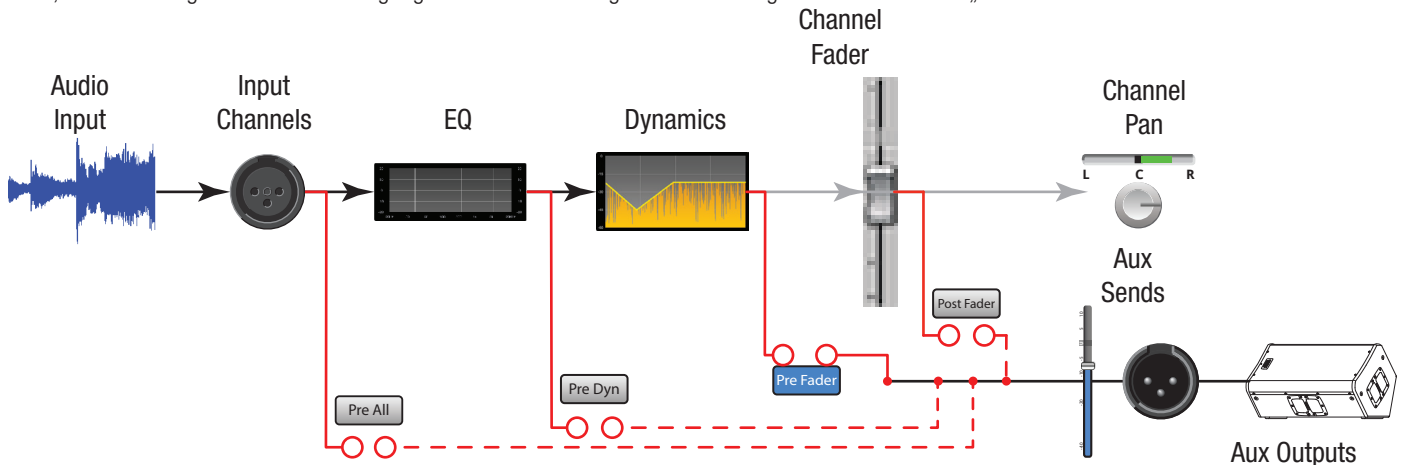 Channel
Fader
Audio
Input
Input
Channels
EQ
Dynamics
Channel
Pan
L C R
Aux
Sends
Post Fader
Pre Fader
Pre Dyn
Pre All
Aux Outputs